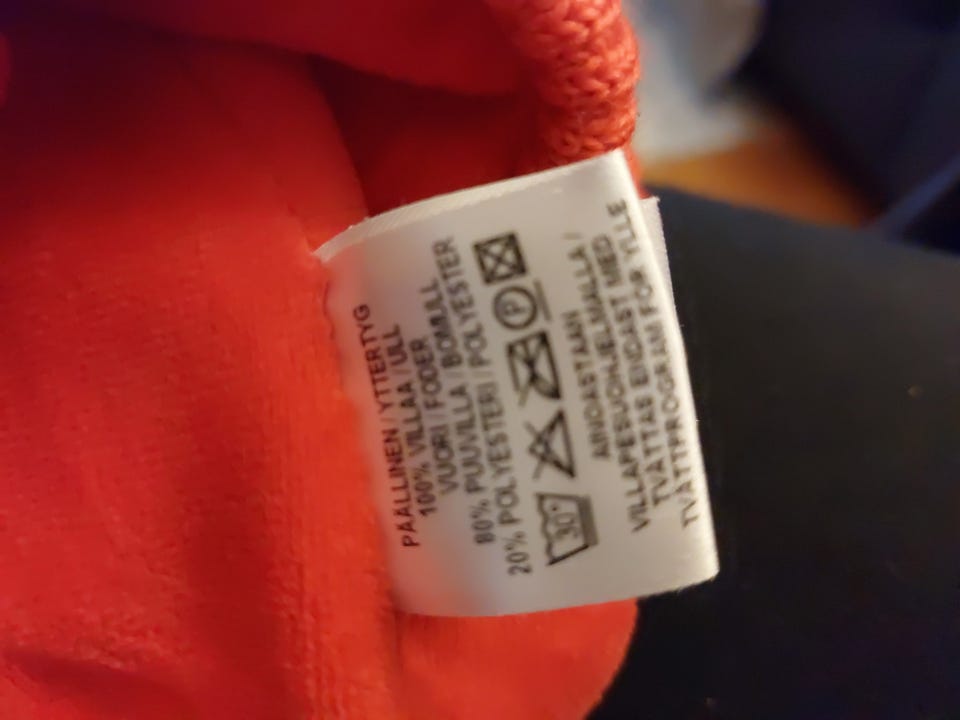 PÄÄLLINEN / YTTERTYG
100% VILLAA / ULL
VUORI / FODER
80% PUUVILLA / BOMULL
20% POLYESTERI / POLYESTER
30° P
AINOASTAAN
VILLAPESUOHJELMALLA /
TVÄTTAS ENDAST MED
TVÄTTPROGRAM FÖR YLLE